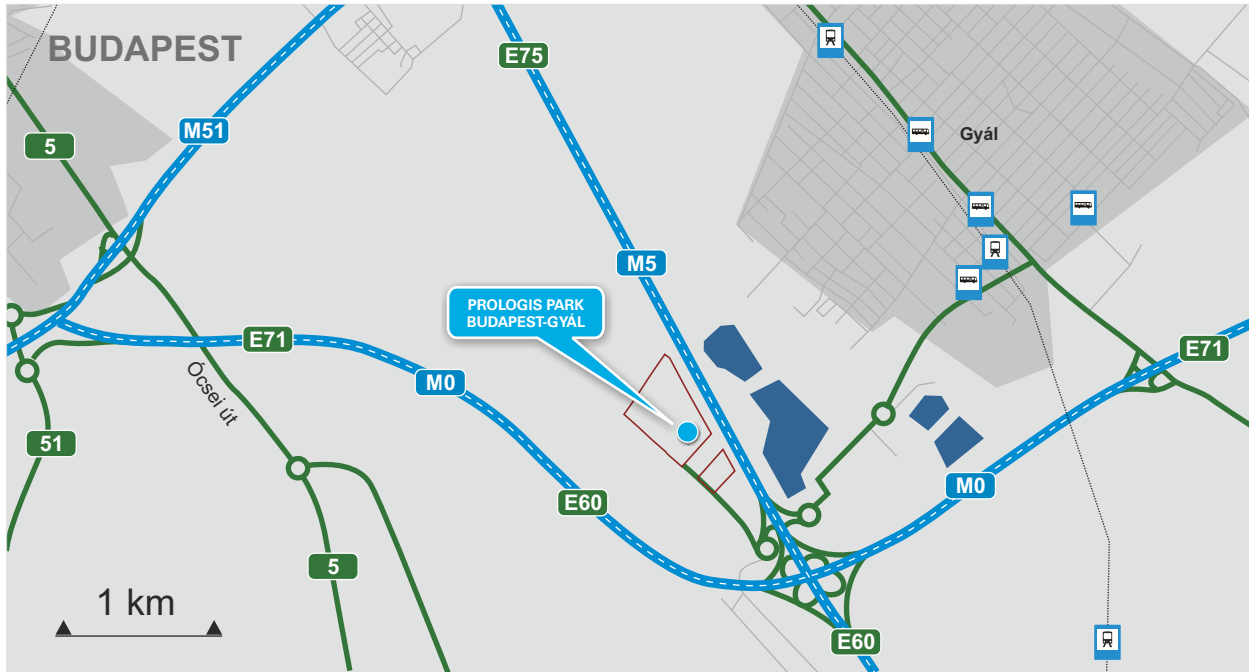 BUDAPEST
E75
M51
5
Gyál
M5
PROLOGIS PARK
BUDAPEST-GYÁL
E71
E71
M0
Ócsei út
51
M0
E60
5
1 km
E60